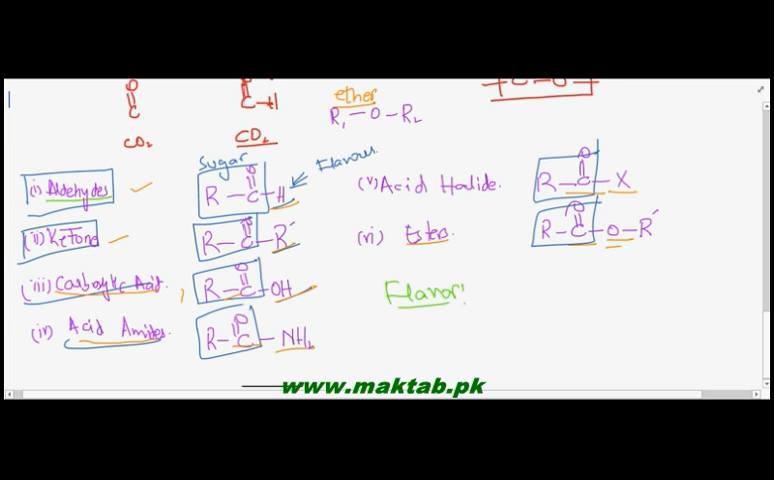 O
C
C-H
ether
C-O
R₁-O-R₂
CO₂
CO₂
Sugar
Flavour
(i) Aldehydes
O
R-C-H
(ii) Ketone
O
R-C-R'
(iii) Carboxylic Acid.
O
R-C-OH
(iv) Acid Amides.
O
R-C-NH₂
(v) Acid Halide.
O
R-C-X
(vi) Esters.
O
R-C-O-R'
Flavor!
www.maktab.pk